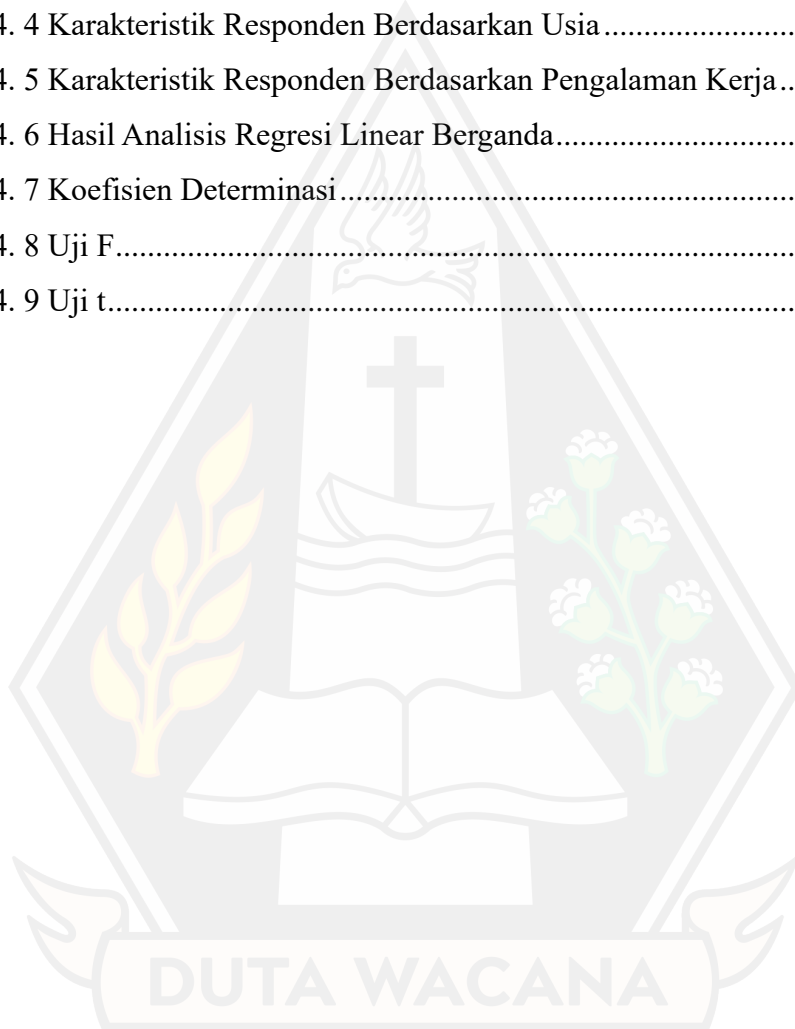 4. 4 Karakteristik Responden Berdasarkan Usia.......................
4. 5 Karakteristik Responden Berdasarkan Pengalaman Kerja..
4. 6 Hasil Analisis Regresi Linear Berganda.............................
4. 7 Koefisien Determinasi.......................................................
4. 8 Uji F...................................................................................
4. 9 Uji t....................................................................................
DUTA WACANA